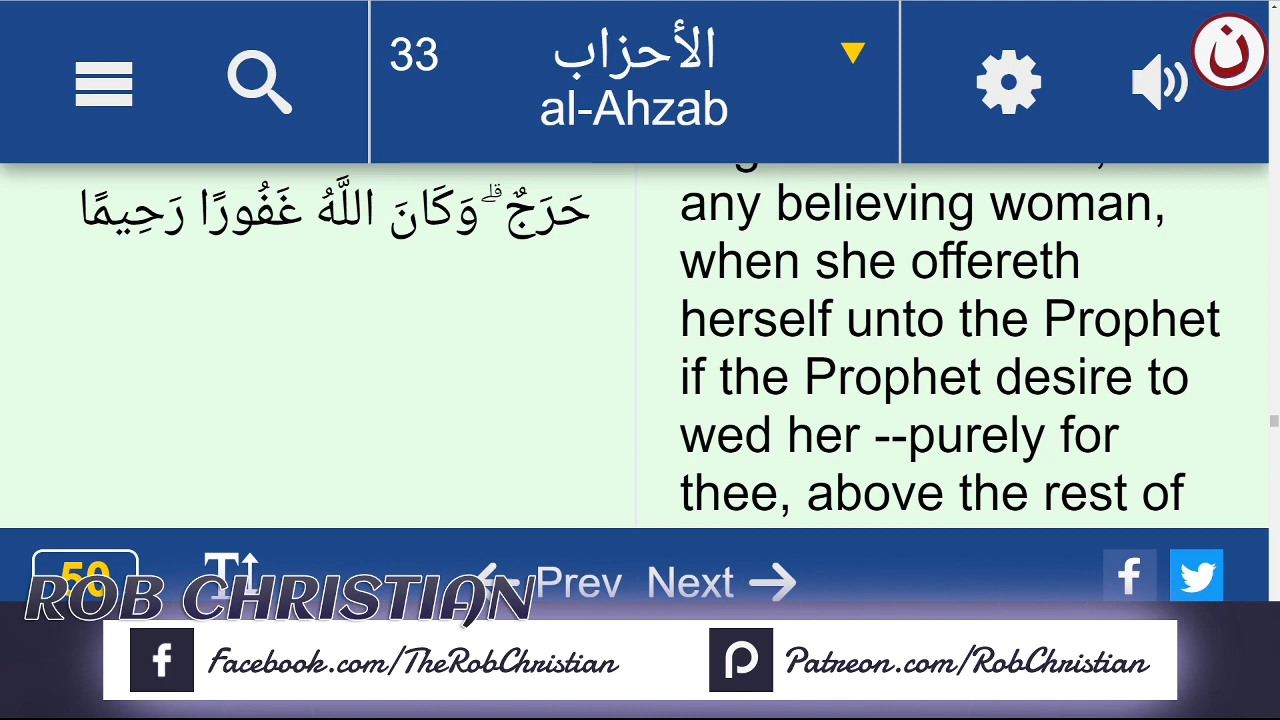 33
الأحزاب
al-Ahzab
ن
حَرَجٌ ۗ وَكَانَ اللَّهُ غَفُورًا رَحِيمًا
any believing woman,
when she offereth
herself unto the Prophet
if the Prophet desire to
wed her --purely for
thee, above the rest of
50
T
Prev Next
f
ROB CHRISTIAN
f
Facebook.com/TheRobChristian
Patreon.com/RobChristian